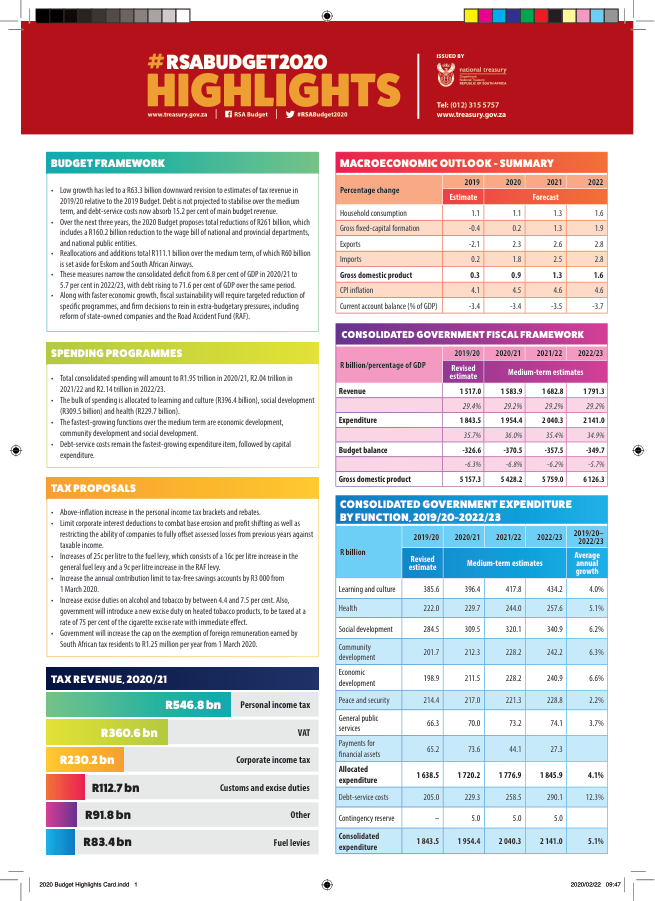 #RSABUDGET2020
HIGHLIGHTS
www.treasury.gov.za | RSA Budget | #RSABudget2020
ISSUED BY
national treasury
Department:
National Treasury
REPUBLIC OF SOUTH AFRICA
Tel: (012) 315 5757
www.treasury.gov.za
BUDGET FRAMEWORK
• Low growth has led to a R63.3 billion downward revision to estimates of tax revenue in
2019/20 relative to the 2019 Budget. Debt is not projected to stabilise over the medium
term, and debt-service costs now absorb 15.2 per cent of main budget revenue.
• Over the next three years, the 2020 Budget proposes total reductions of R261 billion, which
includes a R160.2 billion reduction to the wage bill of national and provincial departments,
and national public entities.
• Reallocations and additions total R111.1 billion over the medium term, of which R60 billion
is set aside for Eskom and South African Airways.
• These measures narrow the consolidated deficit from 6.8 per cent of GDP in 2020/21 to
5.7 per cent in 2022/23, with debt rising to 71.6 per cent of GDP over the same period.
• Along with faster economic growth, fiscal sustainability will require targeted reduction of
specific programmes, and firm decisions to rein in extra-budgetary pressures, including
reform of state-owned companies and the Road Accident Fund (RAF).
SPENDING PROGRAMMES
• Total consolidated spending will amount to R1.95 trillion in 2020/21, R2.04 trillion in
2021/22 and R2.14 trillion in 2022/23.
• The bulk of spending is allocated to learning and culture (R396.4 billion), social development
(R309.5 billion) and health (R229.7 billion).
• The fastest-growing functions over the medium term are economic development,
community development and social development.
• Debt-service costs remain the fastest-growing expenditure item, followed by capital
expenditure.
TAX PROPOSALS
• Above-inflation increase in the personal income tax brackets and rebates.
• Limit corporate interest deductions to combat base erosion and profit shifting as well as
restricting the ability of companies to fully offset assessed losses from previous years against
taxable income.
• Increases of 25c per litre to the fuel levy, which consists of a 16c per litre increase in the
general fuel levy and a 9c per litre increase in the RAF levy.
• Increase the annual contribution limit to tax-free savings accounts by R3 000 from
1 March 2020.
• Increase excise duties on alcohol and tobacco by between 4.4 and 7.5 per cent. Also,
government will introduce a new excise duty on heated tobacco products, to be taxed at a
rate of 75 per cent of the cigarette excise rate with immediate effect.
• Government will increase the cap on the exemption of foreign remuneration earned by
South African tax residents to R1.25 million per year from 1 March 2020.
TAX REVENUE, 2020/21
R546.8 bn Personal income tax
R360.6 bn VAT
R230.2 bn Corporate income tax
R112.7 bn Customs and excise duties
R91.8 bn Other
R83.4 bn Fuel levies
MACROECONOMIC OUTLOOK – SUMMARY
Percentage change 2019 2020 2021 2022
Estimate Forecast
Household consumption 1.1 1.1 1.3 1.6
Gross fixed-capital formation -0.4 0.2 1.3 1.9
Exports -2.1 2.3 2.6 2.8
Imports 0.2 1.8 2.5 2.8
Gross domestic product 0.3 0.9 1.3 1.6
CPI inflation 4.1 4.5 4.6 4.6
Current account balance (% of GDP) -3.4 -3.4 -3.5 -3.7
CONSOLIDATED GOVERNMENT FISCAL FRAMEWORK
R billion/percentage of GDP 2019/20 2020/21 2021/22 2022/23
Revised estimate Medium-term estimates
Revenue 1 517.0 1 583.9 1 682.8 1 791.3
29.4% 29.2% 29.2% 29.2%
Expenditure 1 843.5 1 954.4 2 040.3 2 141.0
35.7% 36.0% 35.4% 34.9%
Budget balance -326.6 -370.5 -357.5 -349.7
-6.3% -6.8% -6.2% -5.7%
Gross domestic product 5 157.3 5 428.2 5 759.0 6 126.3
CONSOLIDATED GOVERNMENT EXPENDITURE
BY FUNCTION, 2019/20–2022/23
R billion 2019/20 2020/21 2021/22 2022/23 2019/20–2022/23
Revised estimate Medium-term estimates Average annual growth
Learning and culture 385.6 396.4 417.8 434.2 4.0%
Health 222.0 229.7 244.0 257.6 5.1%
Social development 284.5 309.5 320.1 340.9 6.2%
Community development 201.7 212.3 228.2 242.2 6.3%
Economic development 198.9 211.5 228.2 240.9 6.6%
Peace and security 214.4 217.0 221.3 228.8 2.2%
General public services 66.3 70.0 73.2 74.1 3.7%
Payments for financial assets 65.2 73.6 44.1 27.3
Allocated expenditure 1 638.5 1 720.2 1 776.9 1 845.9 4.1%
Debt-service costs 205.0 229.3 258.5 290.1 12.3%
Contingency reserve – 5.0 5.0 5.0
Consolidated expenditure 1 843.5 1 954.4 2 040.3 2 141.0 5.1%
2020 Budget Highlights Card.indd 1
2020/02/22 09:47